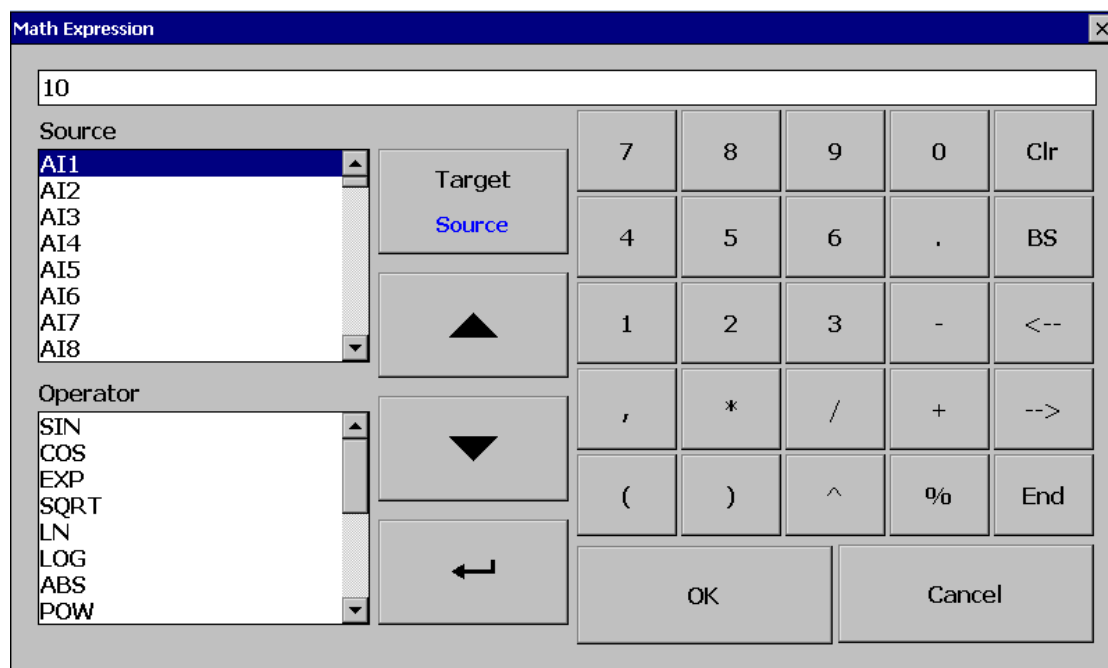 Math Expression
10
Source
AI1
AI2
AI3
AI4
AI5
AI6
AI7
AI8
Operator
SIN
COS
EXP
SQRT
LN
LOG
ABS
POW
Target
Source
7 8 9 0 Clr
4 5 6 . BS
1 2 3 - <--
, * / + -->
( ) ^ % End
OK Cancel